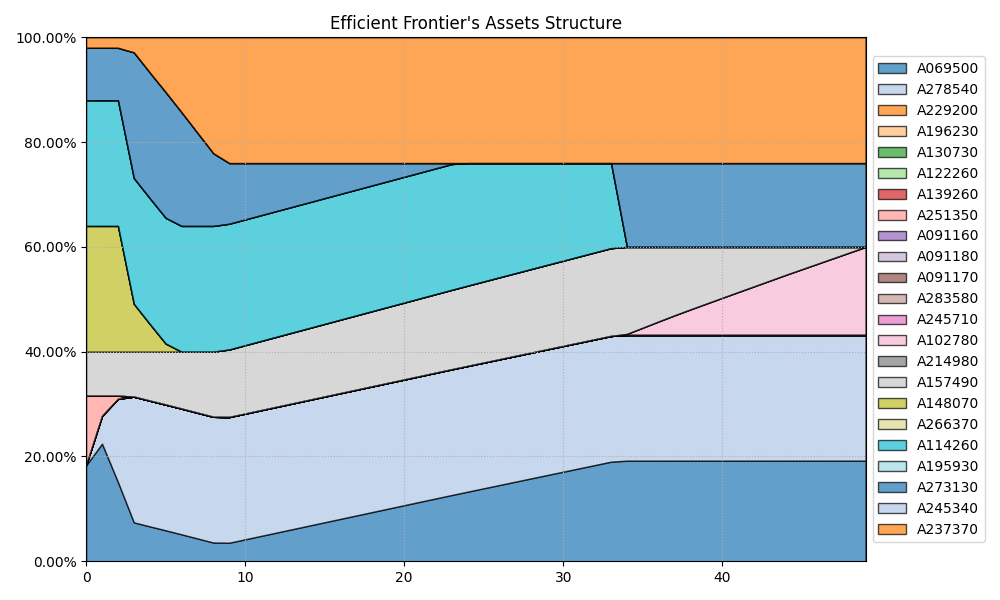 Efficient Frontier's Assets Structure
100.00%
80.00%
60.00%
40.00%
20.00%
0.00%
0
10
20
30
40
A069500
A278540
A229200
A196230
A130730
A122260
A139260
A251350
A091160
A091180
A091170
A283580
A245710
A102780
A214980
A157490
A148070
A266370
A114260
A195930
A273130
A245340
A237370